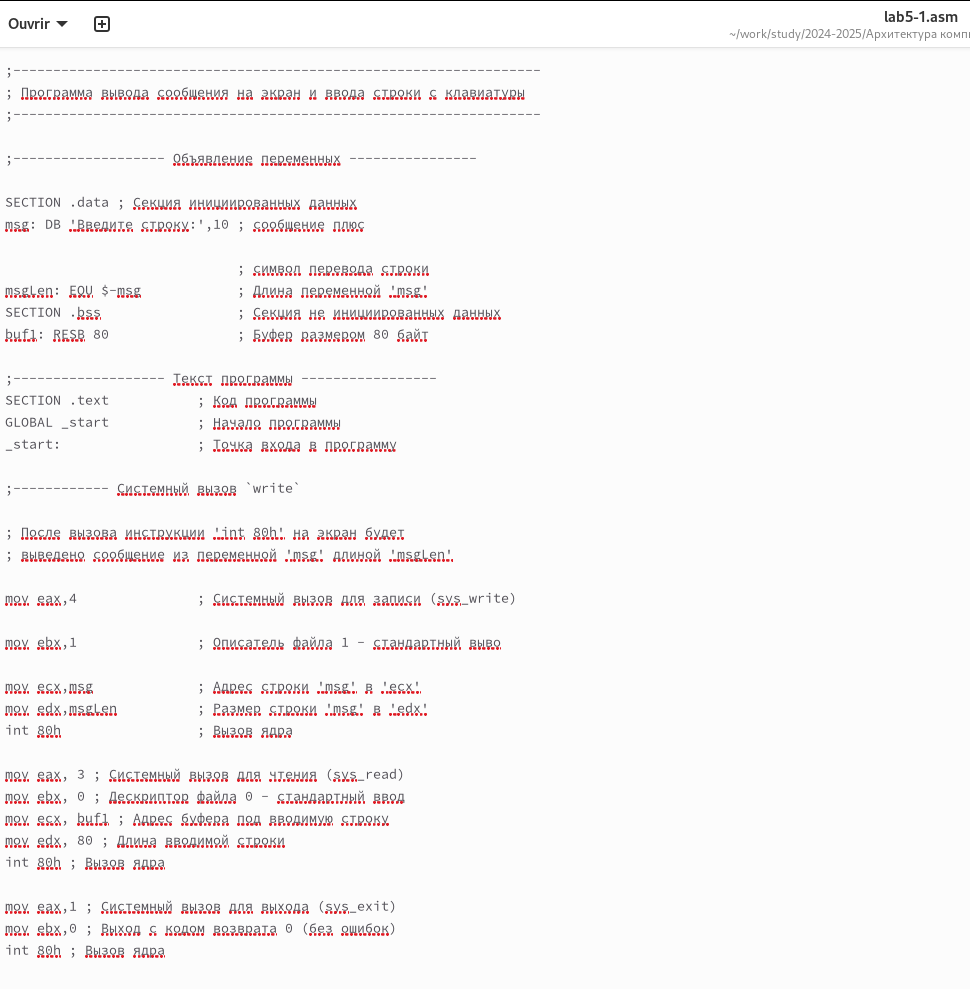 Ouvrir
lab5-1.asm
~/work/study/2024-2025/Архитектура комп
;------------------------------------------------------------------
; Программа вывода сообщения на экран и ввода строки с клавиатуры
;------------------------------------------------------------------
;------------------- Объявление переменных ----------------
SECTION .data ; Секция инициированных данных
msg: DB 'Введите строку:',10 ; сообщение плюс
; символ перевода строки
msgLen: EQU $-msg ; Длина переменной 'msg'
SECTION .bss ; Секция не инициированных данных
buf1: RESB 80 ; Буфер размером 80 байт
;------------------- Текст программы -----------------
SECTION .text ; Код программы
GLOBAL _start ; Начало программы
_start: ; Точка входа в программу
;------------ Системный вызов `write`
; После вызова инструкции 'int 80h' на экран будет
; выведено сообщение из переменной 'msg' длиной 'msgLen'
mov eax,4 ; Системный вызов для записи (sys_write)
mov ebx,1 ; Описатель файла 1 - стандартный выво
mov ecx,msg ; Адрес строки 'msg' в 'ecx'
mov edx,msgLen ; Размер строки 'msg' в 'edx'
int 80h ; Вызов ядра
mov eax, 3 ; Системный вызов для чтения (sys_read)
mov ebx, 0 ; Дескриптор файла 0 - стандартный ввод
mov ecx, buf1 ; Адрес буфера под вводимую строку
mov edx, 80 ; Длина вводимой строки
int 80h ; Вызов ядра
mov eax,1 ; Системный вызов для выхода (sys_exit)
mov ebx,0 ; Выход с кодом возврата 0 (без ошибок)
int 80h ; Вызов ядра